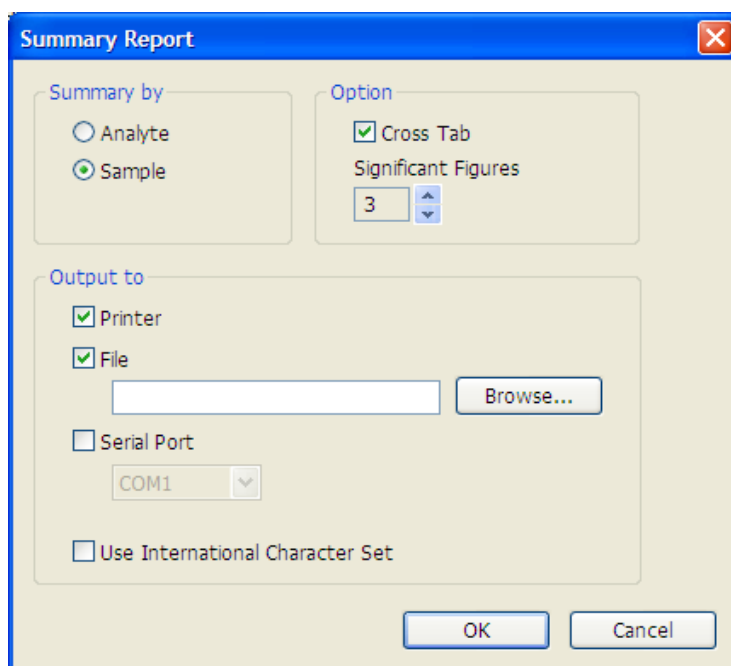 Summary Report
Summary by
Analyte
Sample
Option
Cross Tab
Significant Figures
3
Output to
Printer
File
Browse...
Serial Port
COM1
Use International Character Set
OK
Cancel